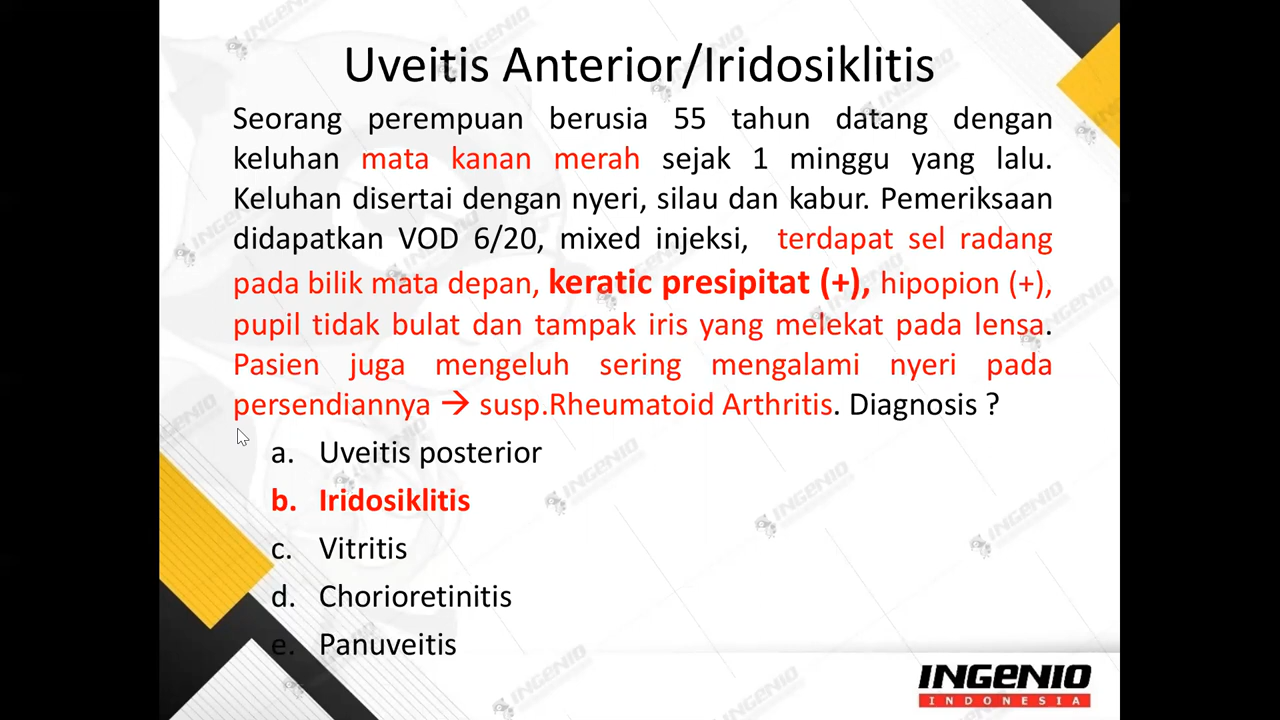 Uveitis Anterior/Iridosiklitis
Seorang perempuan berusia 55 tahun datang dengan
keluhan mata kanan merah sejak 1 minggu yang lalu.
Keluhan disertai dengan nyeri, silau dan kabur. Pemeriksaan
didapatkan VOD 6/20, mixed injeksi, terdapat sel radang
pada bilik mata depan, keratic presipitat (+), hipopion (+),
pupil tidak bulat dan tampak iris yang melekat pada lensa.
Pasien juga mengeluh sering mengalami nyeri pada
persendiannya → susp.Rheumatoid Arthritis. Diagnosis ?
a. Uveitis posterior
b. Iridosiklitis
c. Vitritis
d. Chorioretinitis
e. Panuveitis
INGENIO
INDONESIA